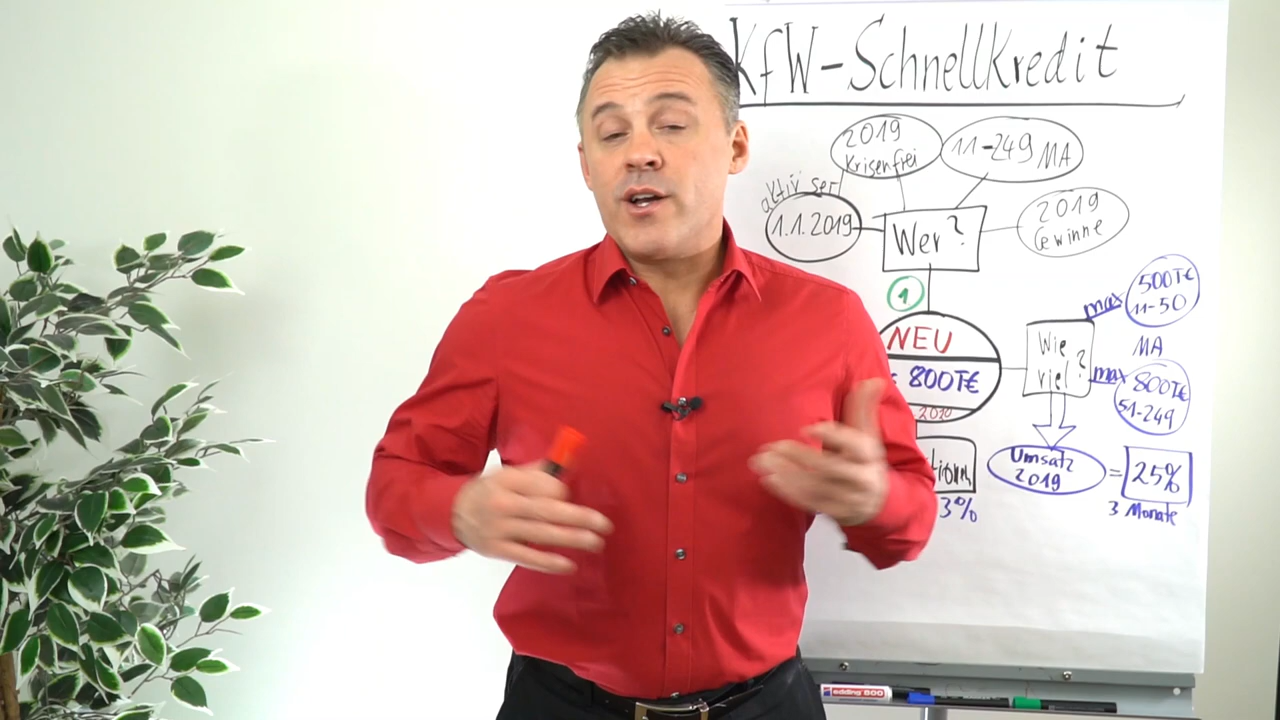 KfW-Schnellkredit
2019
Krisenfrei
11-249 MA
aktiv seit
1.1.2019
Wer?
2019
Gewinne
1
NEU
800T€
2020
Wie
viel?
max
500T€
11-50
MA
max
800T€
51-249
Umsatz
2019
=
25%
3 Monate
3%
edding 800